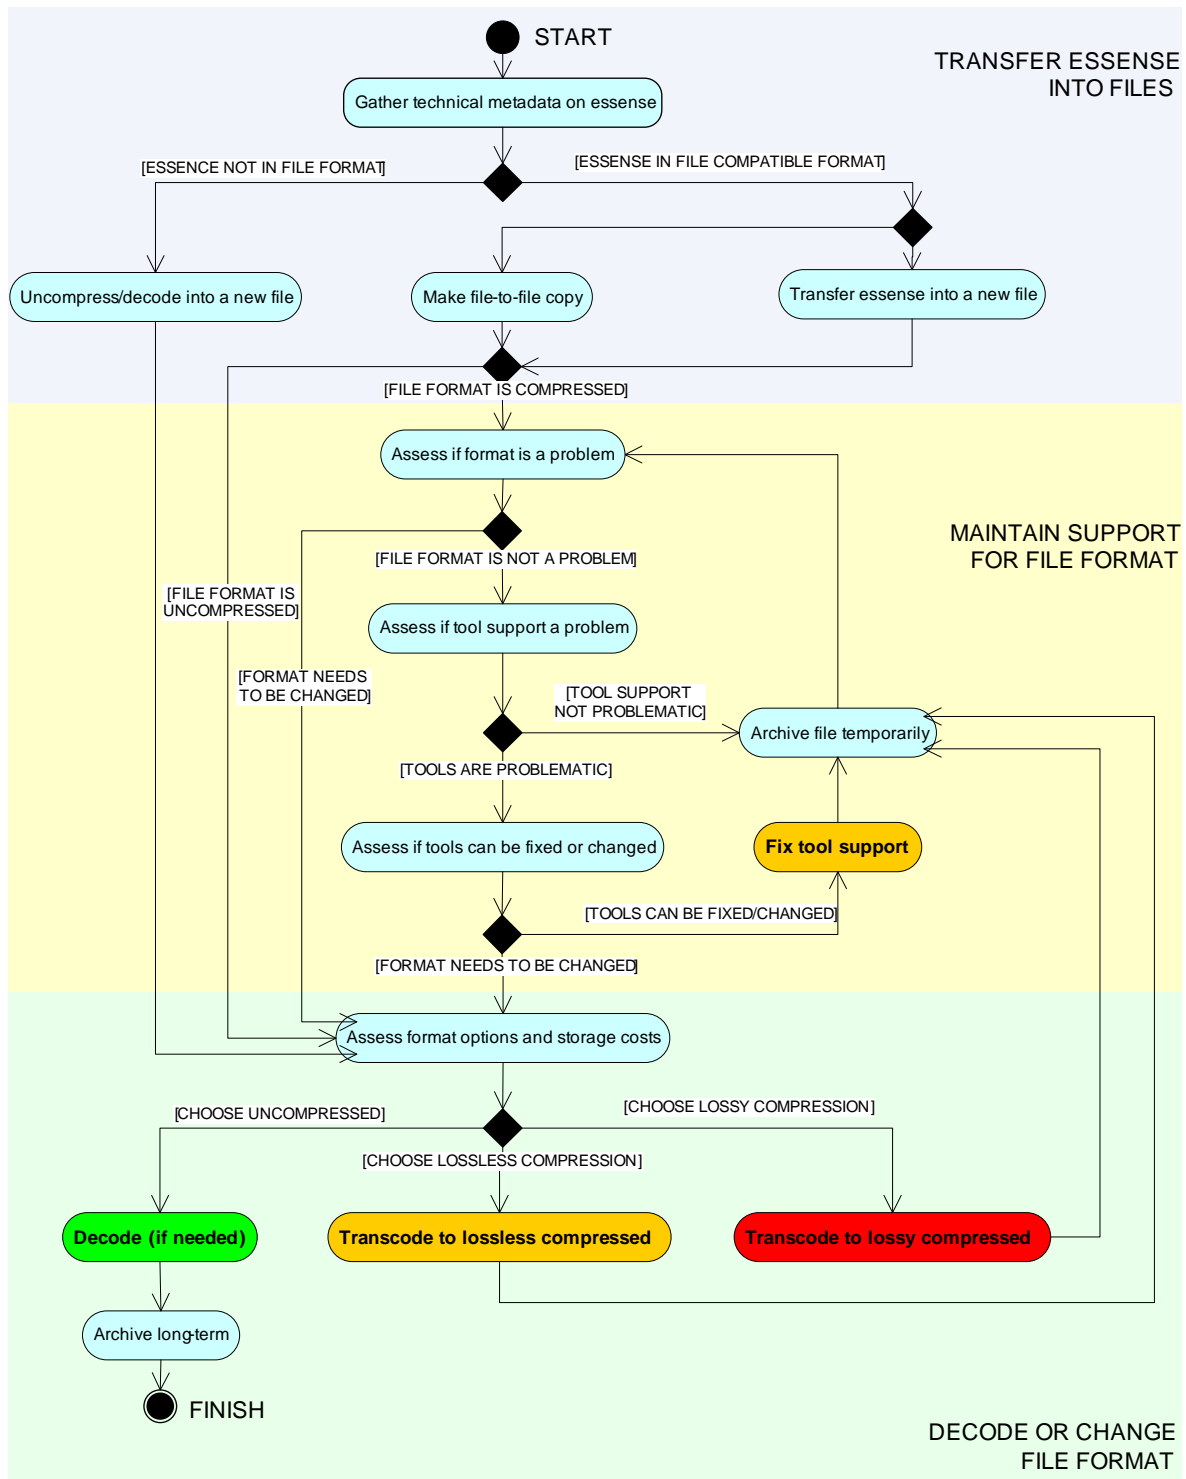 START
TRANSFER ESSENSE
INTO FILES
Gather technical metadata on essense
[ESSENCE NOT IN FILE FORMAT]
[ESSENSE IN FILE COMPATIBLE FORMAT]
Uncompress/decode into a new file
Make file-to-file copy
Transfer essense into a new file
[FILE FORMAT IS COMPRESSED]
Assess if format is a problem
MAINTAIN SUPPORT
FOR FILE FORMAT
[FILE FORMAT IS NOT A PROBLEM]
[FILE FORMAT IS
UNCOMPRESSED]
Assess if tool support a problem
[FORMAT NEEDS
TO BE CHANGED]
[TOOL SUPPORT
NOT PROBLEMATIC]
Archive file temporarily
[TOOLS ARE PROBLEMATIC]
Assess if tools can be fixed or changed
Fix tool support
[TOOLS CAN BE FIXED/CHANGED]
[FORMAT NEEDS TO BE CHANGED]
Assess format options and storage costs
[CHOOSE UNCOMPRESSED]
[CHOOSE LOSSY COMPRESSION]
[CHOOSE LOSSLESS COMPRESSION]
Decode (if needed)
Transcode to lossless compressed
Transcode to lossy compressed
Archive long-term
FINISH
DECODE OR CHANGE
FILE FORMAT